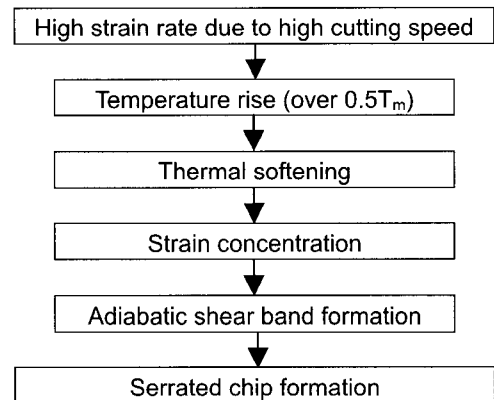 High strain rate due to high cutting speed
Temperature rise (over 0.5Tₘ)
Thermal softening
Strain concentration
Adiabatic shear band formation
Serrated chip formation